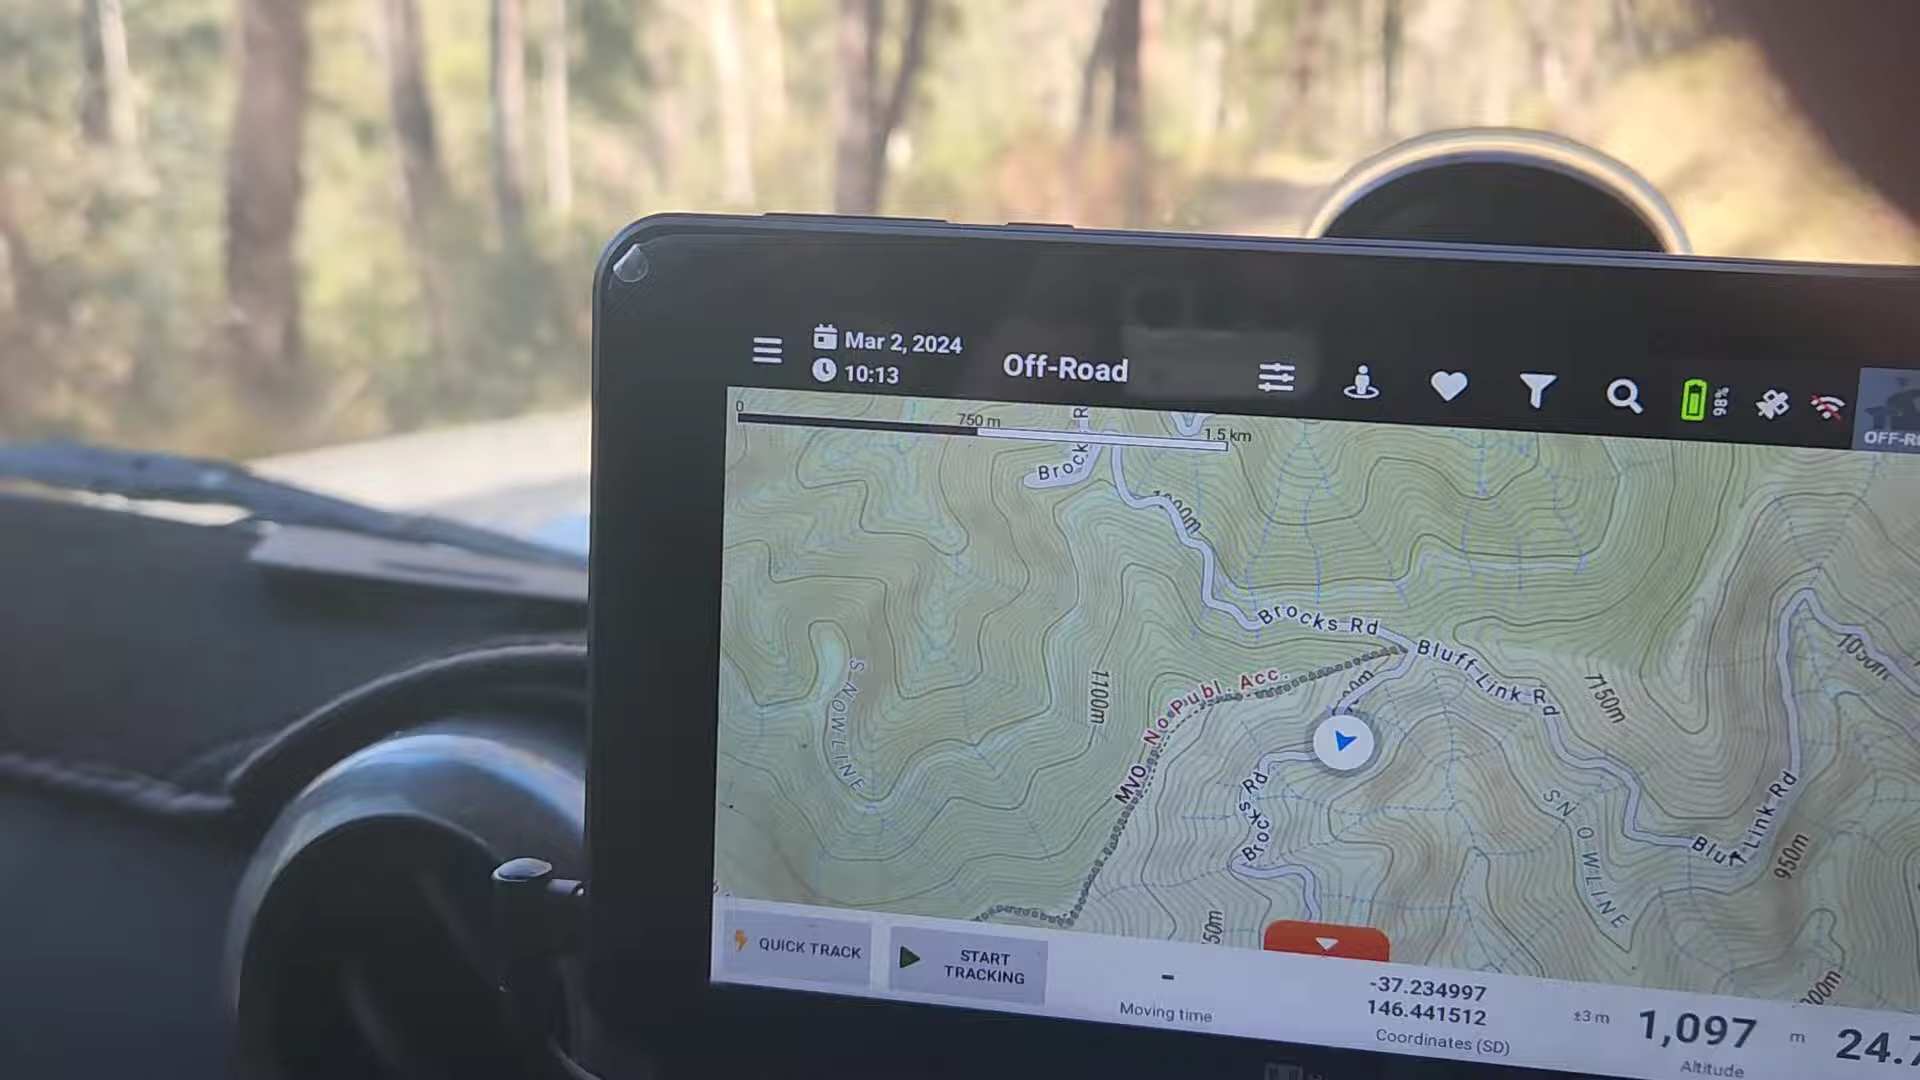 Mar 2, 2024
10:13
Off-Road
98%
0
750 m
1.5 km
Brock
Brocks Rd
Bluff Link Rd
1100m
No Publ. Acc.
MVO
Brocks Rd
SNOWLINE
SNOWLINE
Bluff Link Rd
950m
1050m
QUICK TRACK
START
TRACKING
-
Moving time
-37.234997
146.441512
Coordinates (SD)
±3 m
1,097
m
Altitude
24.7